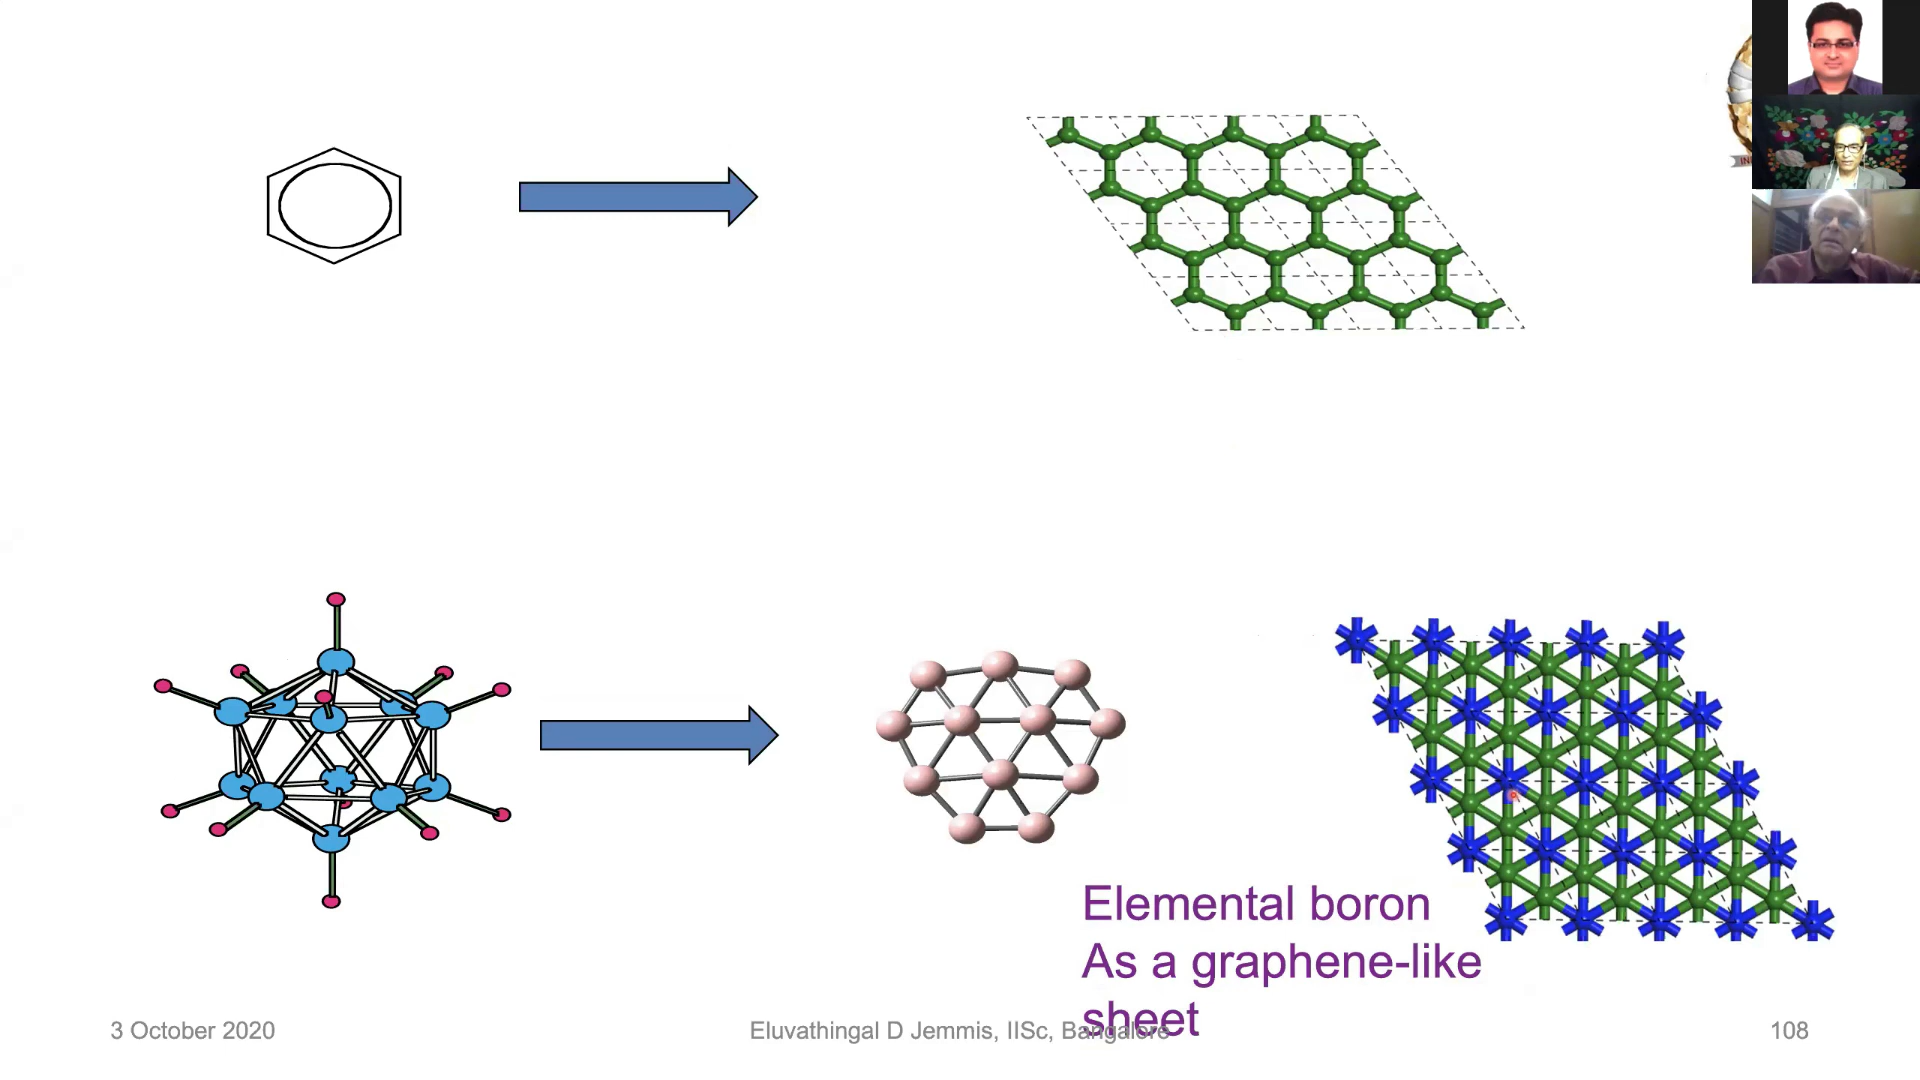 Elemental boron
As a graphene-like
sheet
3 October 2020
Eluvathingal D Jemmis, IISc, Bangalore
108